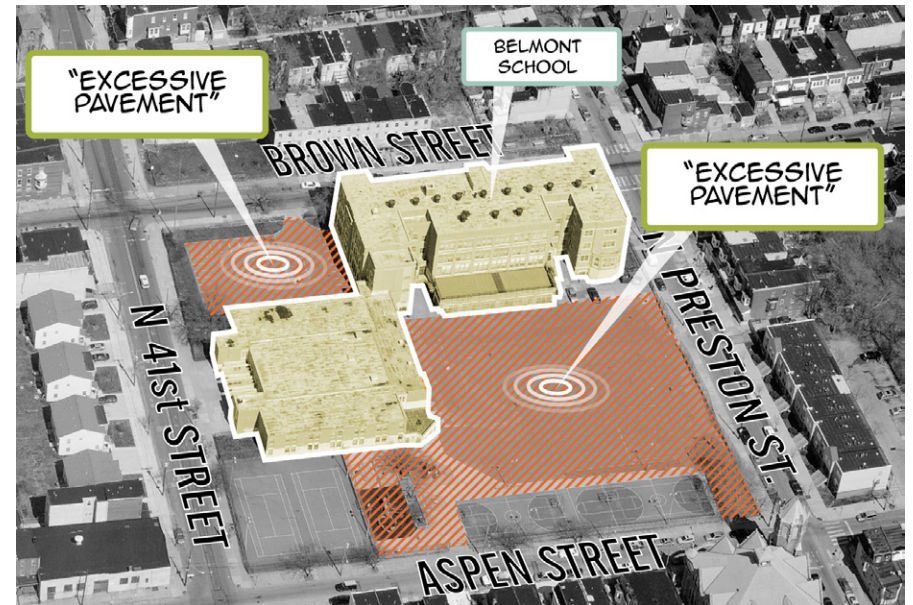 BELMONT
SCHOOL
"EXCESSIVE
PAVEMENT"
BROWN STREET
"EXCESSIVE
PAVEMENT"
N PRESTON ST.
N 41st STREET
ASPEN STREET